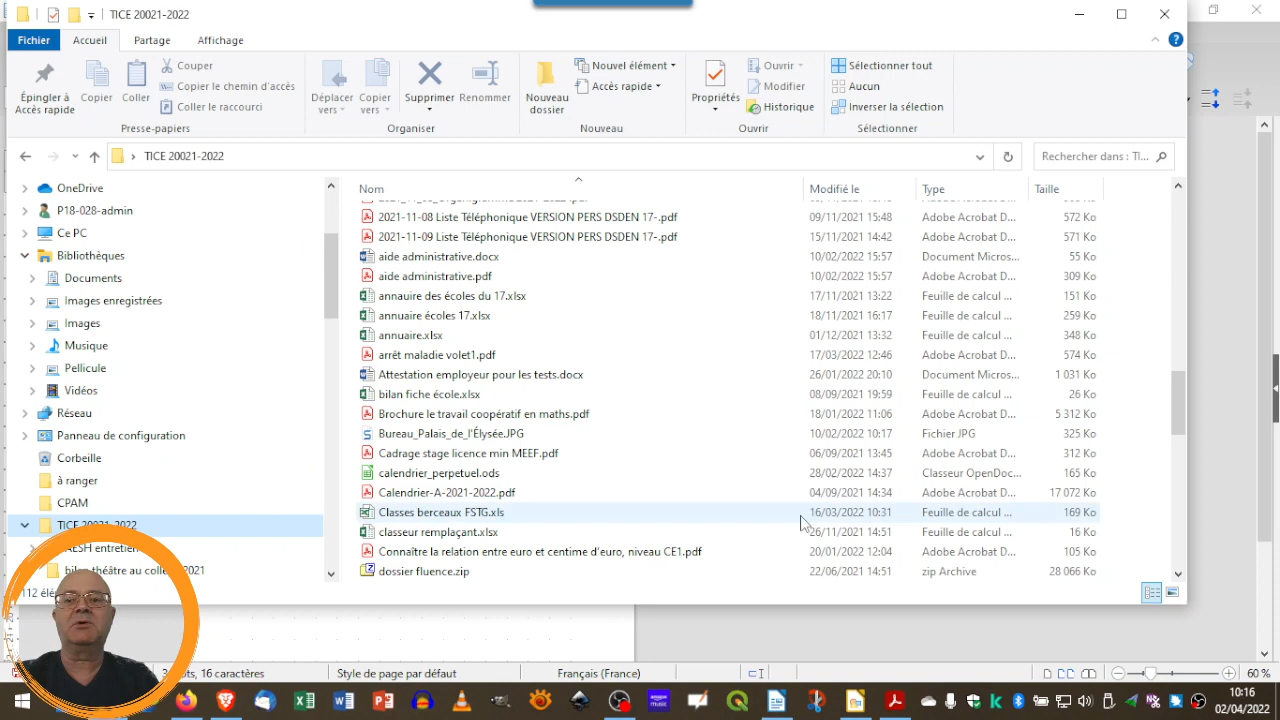 TICE 20021-2022
Fichier Accueil Partage Affichage
Couper Nouvel élément Ouvrir Sélectionner tout
Copier le chemin d'accès Accès rapide Modifier Aucun
Coller le raccourci Historique Inverser la sélection
Épingler à Accès rapide Copier Coller Déplacer vers Copier vers Supprimer Renommer Nouveau dossier Propriétés
Presse-papiers Organiser Nouveau Ouvrir Sélectionner
TICE 20021-2022 Rechercher dans : TI...
Nom Modifié le Type Taille
OneDrive
P18-028-admin
Ce PC
Bibliothèques
Documents
Images enregistrées
Images
Musique
Pellicule
Vidéos
Réseau
Panneau de configuration
Corbeille
à ranger
CPAM
TICE 20021-2022
AESH entretien
bilan théâtre au collège 2021
2021-11-08 Liste Téléphonique VERSION PERS DSDEN 17-.pdf 09/11/2021 15:48 Adobe Acrobat D... 572 Ko
2021-11-09 Liste Téléphonique VERSION PERS DSDEN 17-.pdf 15/11/2021 14:42 Adobe Acrobat D... 571 Ko
aide administrative.docx 10/02/2022 15:57 Document Micros... 55 Ko
aide administrative.pdf 10/02/2022 15:57 Adobe Acrobat D... 309 Ko
annauire des écoles du 17.xlsx 17/11/2021 13:22 Feuille de calcul ... 151 Ko
annuaire écoles 17.xlsx 18/11/2021 16:17 Feuille de calcul ... 259 Ko
annuaire.xlsx 01/12/2021 13:32 Feuille de calcul ... 348 Ko
arrêt maladie volet1.pdf 17/03/2022 12:46 Adobe Acrobat D... 574 Ko
Attestation employeur pour les tests.docx 26/01/2022 20:10 Document Micros... 1 031 Ko
bilan fiche école.xlsx 08/09/2021 19:59 Feuille de calcul ... 26 Ko
Brochure le travail coopératif en maths.pdf 18/01/2022 11:06 Adobe Acrobat D... 5 312 Ko
Bureau_Palais_de_l'Élysée.JPG 10/02/2022 10:17 Fichier JPG 325 Ko
Cadrage stage licence min MEEF.pdf 06/09/2021 13:45 Adobe Acrobat D... 312 Ko
calendrier_perpetuel.ods 28/02/2022 14:37 Classeur OpenDoc... 165 Ko
Calendrier-A-2021-2022.pdf 04/09/2021 14:34 Adobe Acrobat D... 17 072 Ko
Classes berceaux FSTG.xls 16/03/2022 10:31 Feuille de calcul ... 169 Ko
classeur remplaçant.xlsx 26/11/2021 14:51 Feuille de calcul ... 16 Ko
Connaître la relation entre euro et centime d'euro, niveau CE1.pdf 20/01/2022 12:04 Adobe Acrobat D... 105 Ko
dossier fluence.zip 22/06/2021 14:51 zip Archive 28 066 Ko
16 caractères Style de page par défaut Français (France) 60 %
10:16
02/04/2022